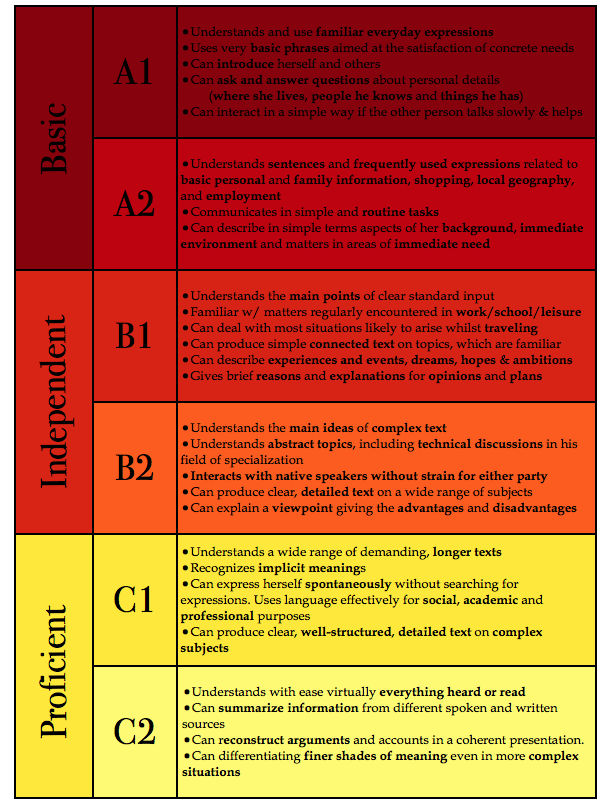 Basic
A1
•Understands and use familiar everyday expressions
•Uses very basic phrases aimed at the satisfaction of concrete needs
•Can introduce herself and others
•Can ask and answer questions about personal details
(where she lives, people he knows and things he has)
•Can interact in a simple way if the other person talks slowly & helps
A2
•Understands sentences and frequently used expressions related to
basic personal and family information, shopping, local geography,
and employment
•Communicates in simple and routine tasks
•Can describe in simple terms aspects of her background, immediate
environment and matters in areas of immediate need
Independent
B1
•Understands the main points of clear standard input
•Familiar w/ matters regularly encountered in work/school/leisure
•Can deal with most situations likely to arise whilst traveling
•Can produce simple connected text on topics, which are familiar
•Can describe experiences and events, dreams, hopes & ambitions
•Gives brief reasons and explanations for opinions and plans
B2
•Understands the main ideas of complex text
•Understands abstract topics, including technical discussions in his
field of specialization
•Interacts with native speakers without strain for either party
•Can produce clear, detailed text on a wide range of subjects
•Can explain a viewpoint giving the advantages and disadvantages
Proficient
C1
•Understands a wide range of demanding, longer texts
•Recognizes implicit meanings
•Can express herself spontaneously without searching for
expressions. Uses language effectively for social, academic and
professional purposes
•Can produce clear, well-structured, detailed text on complex
subjects
C2
•Understands with ease virtually everything heard or read
•Can summarize information from different spoken and written
sources
•Can reconstruct arguments and accounts in a coherent presentation.
•Can differentiating finer shades of meaning even in more complex
situations